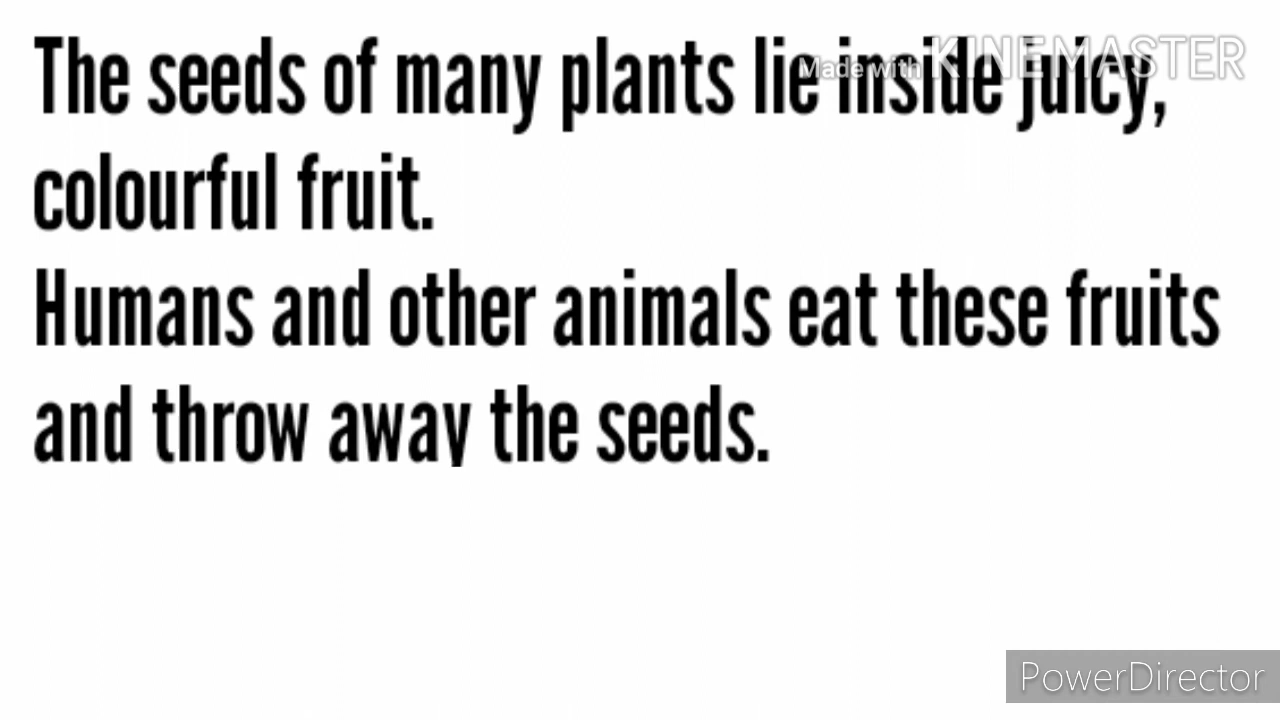 The seeds of many plants lie inside juicy,
Made with KINEMASTER
colourful fruit.
Humans and other animals eat these fruits
and throw away the seeds.
PowerDirector